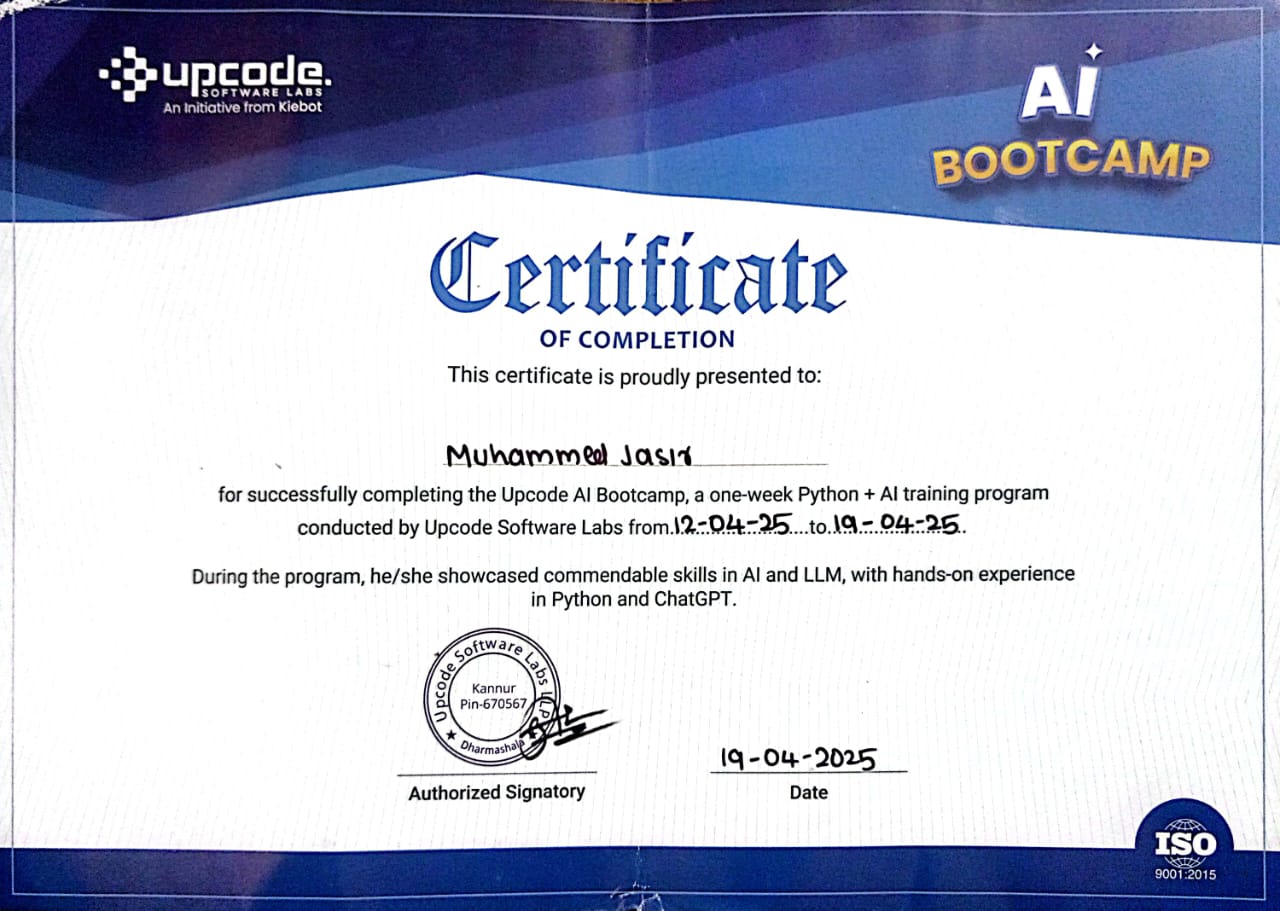 upcode.
SOFTWARE LABS
An Initiative from Kiebot
AI
BOOTCAMP
Certificate
OF COMPLETION
This certificate is proudly presented to:
Muhammed Jasir
for successfully completing the Upcode AI Bootcamp, a one-week Python + AI training program
conducted by Upcode Software Labs from.12-04-25....to..19-04-25..
During the program, he/she showcased commendable skills in AI and LLM, with hands-on experience
in Python and ChatGPT.
Upcode Software Labs LLP
Kannur
Pin-670567
Dharmashala
19-04-2025
Authorized Signatory
Date
ISO
9001:2015